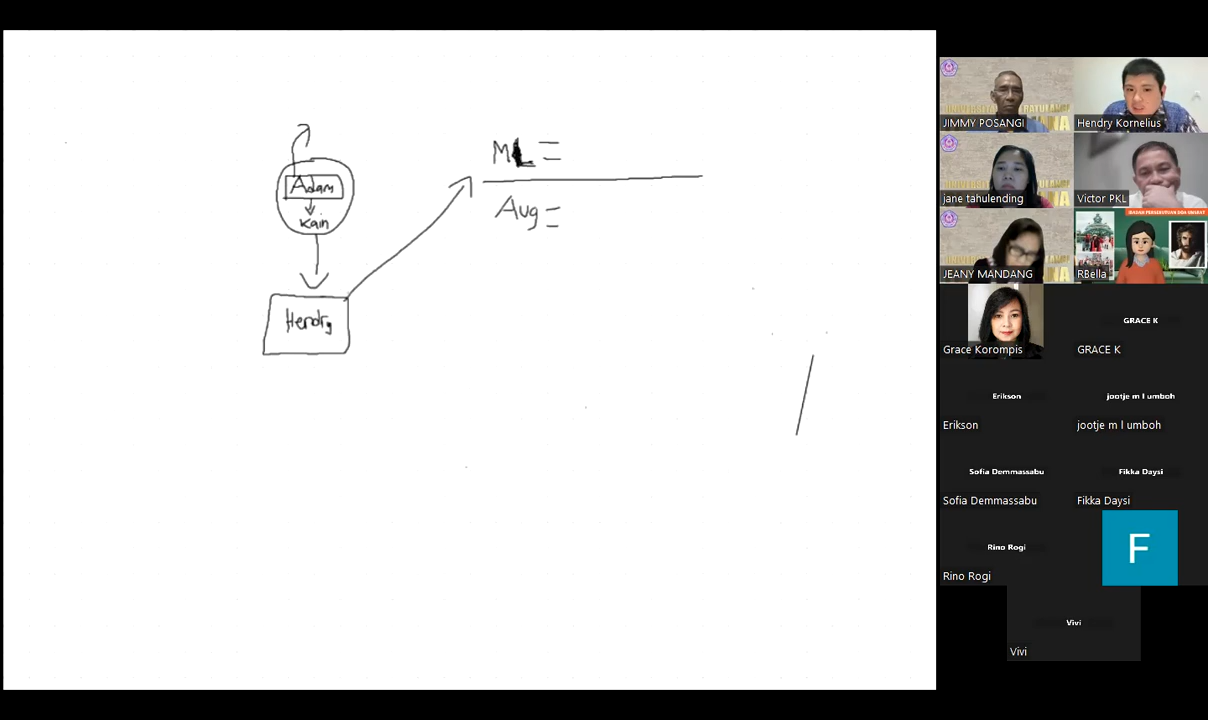 Adam
Kain
Hendry
ML =
Aug =
JIMMY POSANGI
Hendry Kornelius
jane tahulending
Victor PKL
JEANY MANDANG
RBella
Grace Korompis
GRACE K
GRACE K
Erikson
Erikson
jootje m l umboh
jootje m l umboh
Sofia Demmassabu
Sofia Demmassabu
Fikka Daysi
Fikka Daysi
Rino Rogi
Rino Rogi
F
Vivi
Vivi